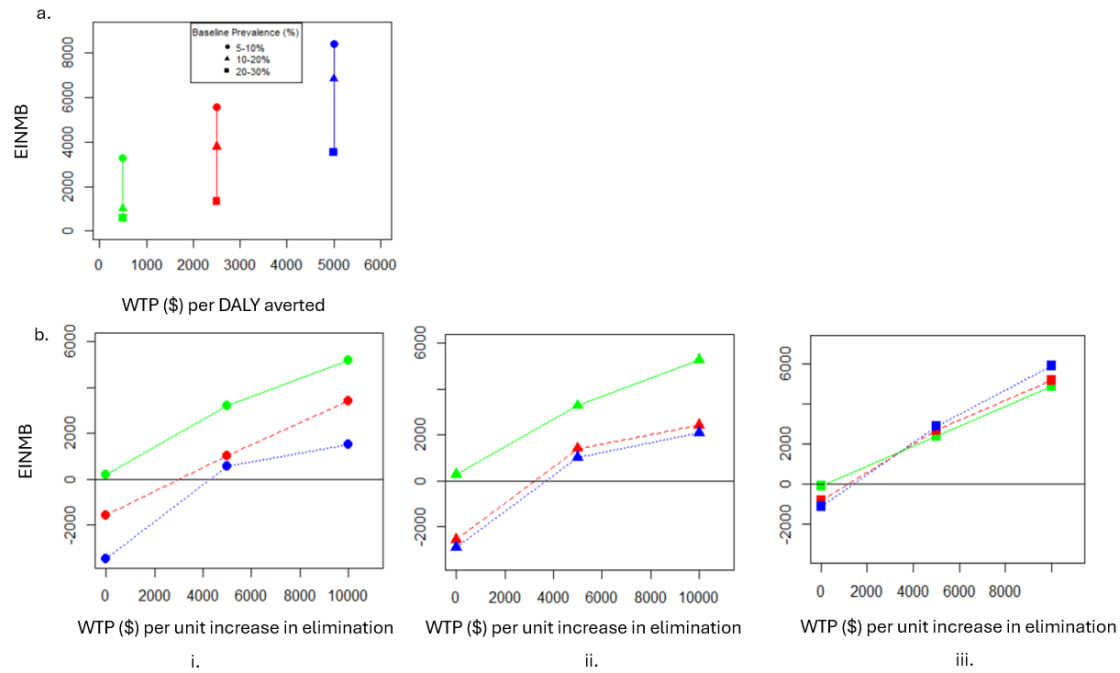 a.
8000
6000
4000
2000
0
EINMB
Baseline Prevalence (%)
5-10%
10-20%
20-30%
0 1000 2000 3000 4000 5000 6000
WTP ($) per DALY averted
b.
6000
2000
0
-2000
EINMB
0 2000 4000 6000 8000 10000
WTP ($) per unit increase in elimination
i.
6000
2000
0
-2000
0 2000 4000 6000 8000 10000
WTP ($) per unit increase in elimination
ii.
6000
2000
0
-2000
0 2000 4000 6000 8000
WTP ($) per unit increase in elimination
iii.